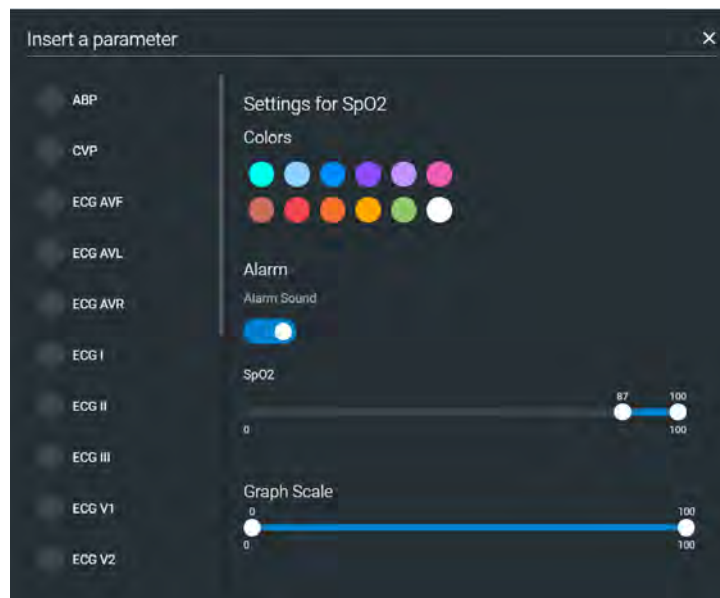 Insert a parameter
ABP
CVP
ECG AVF
ECG AVL
ECG AVR
ECG I
ECG II
ECG III
ECG V1
ECG V2
Settings for SpO2
Colors
Alarm
Alarm Sound
SpO2
87 100
0 100
Graph Scale
0 100
0 100